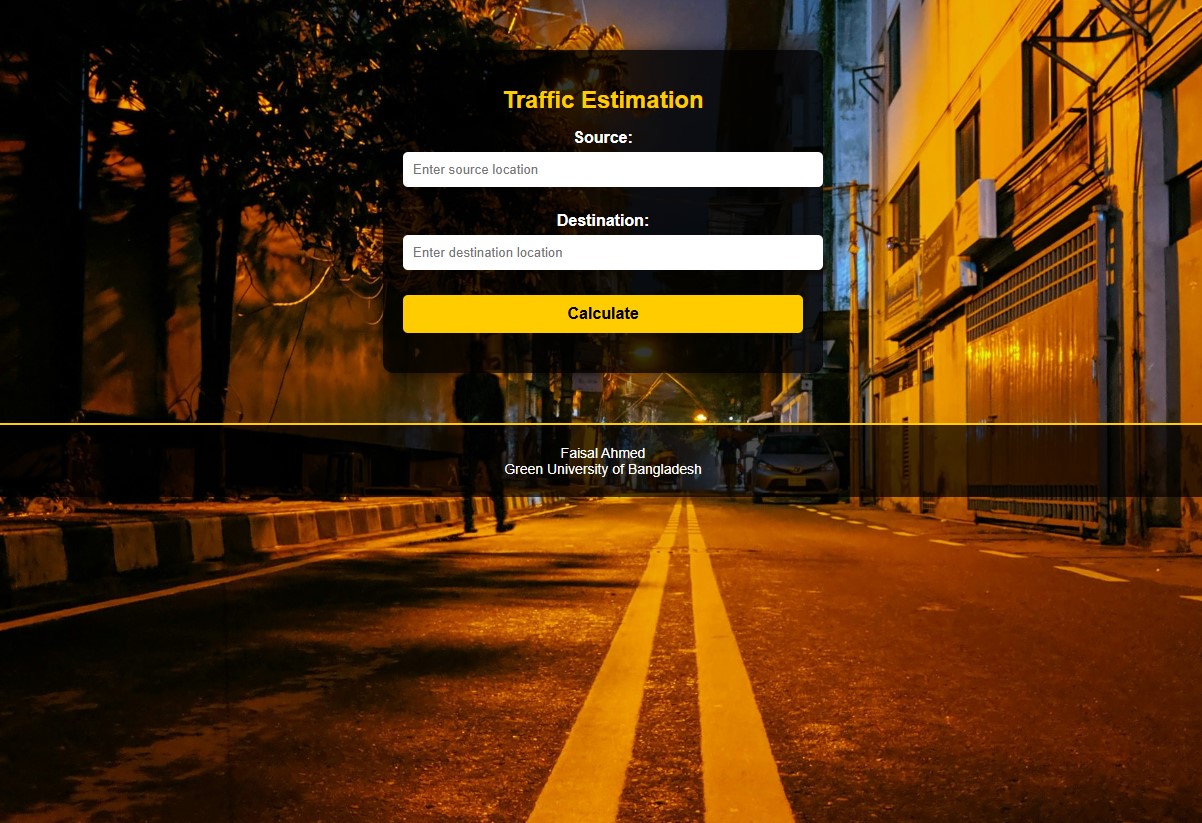 Traffic Estimation
Source:
Enter source location
Destination:
Enter destination location
Calculate
Faisal Ahmed
Green University of Bangladesh